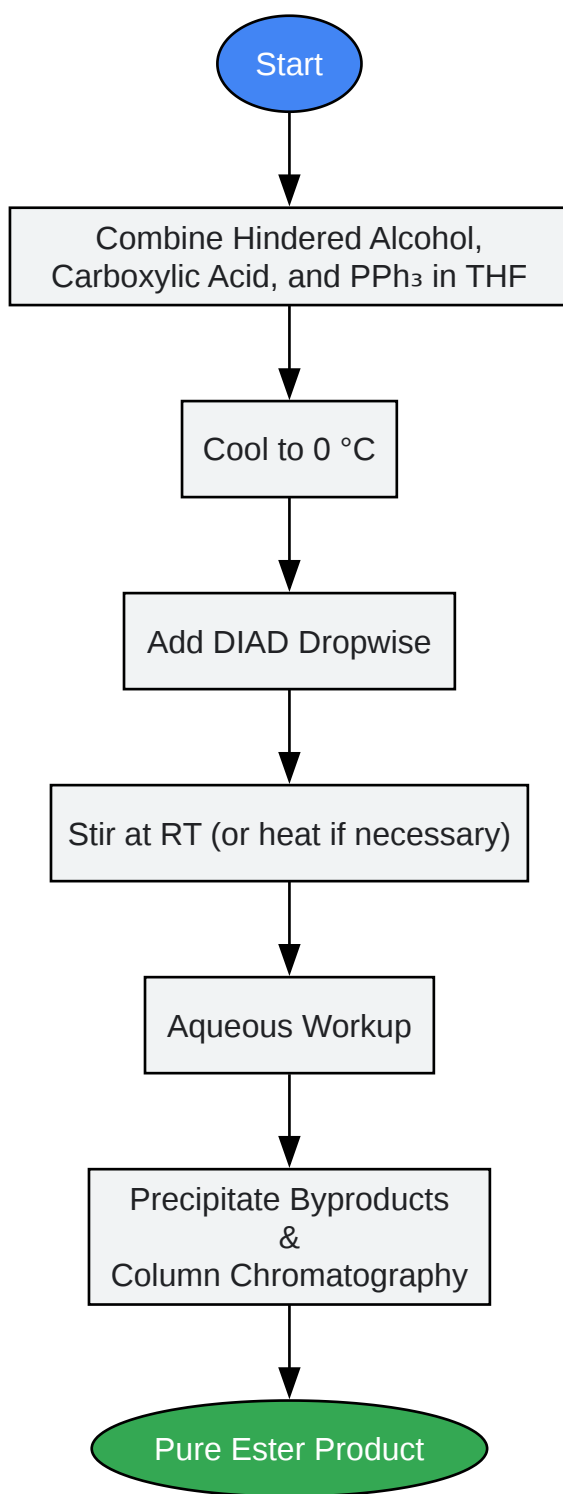 Start
Combine Hindered Alcohol,
Carboxylic Acid, and PPh₃ in THF
Cool to 0 °C
Add DIAD Dropwise
Stir at RT (or heat if necessary)
Aqueous Workup
Precipitate Byproducts
&
Column Chromatography
Pure Ester Product